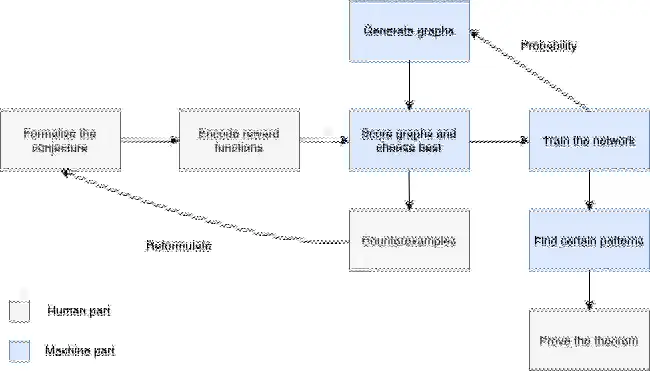 Generate graphs
Probability
Formalise the
conjecture
Encode reward
functions
Score graphs and
choose best
Train the network
Reformulate
Counterexamples
Find certain patterns
Human part
Machine part
Prove the theorem